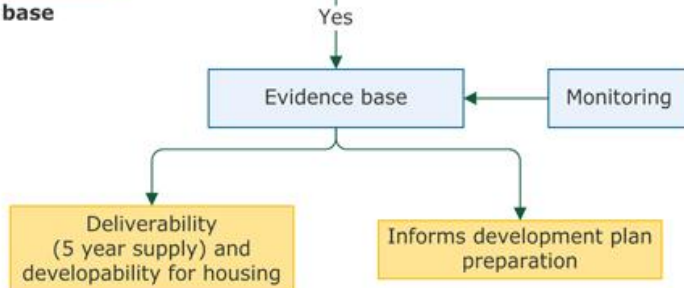 base
Yes
Evidence base
Monitoring
Deliverability
(5 year supply) and
developability for housing
Informs development plan
preparation